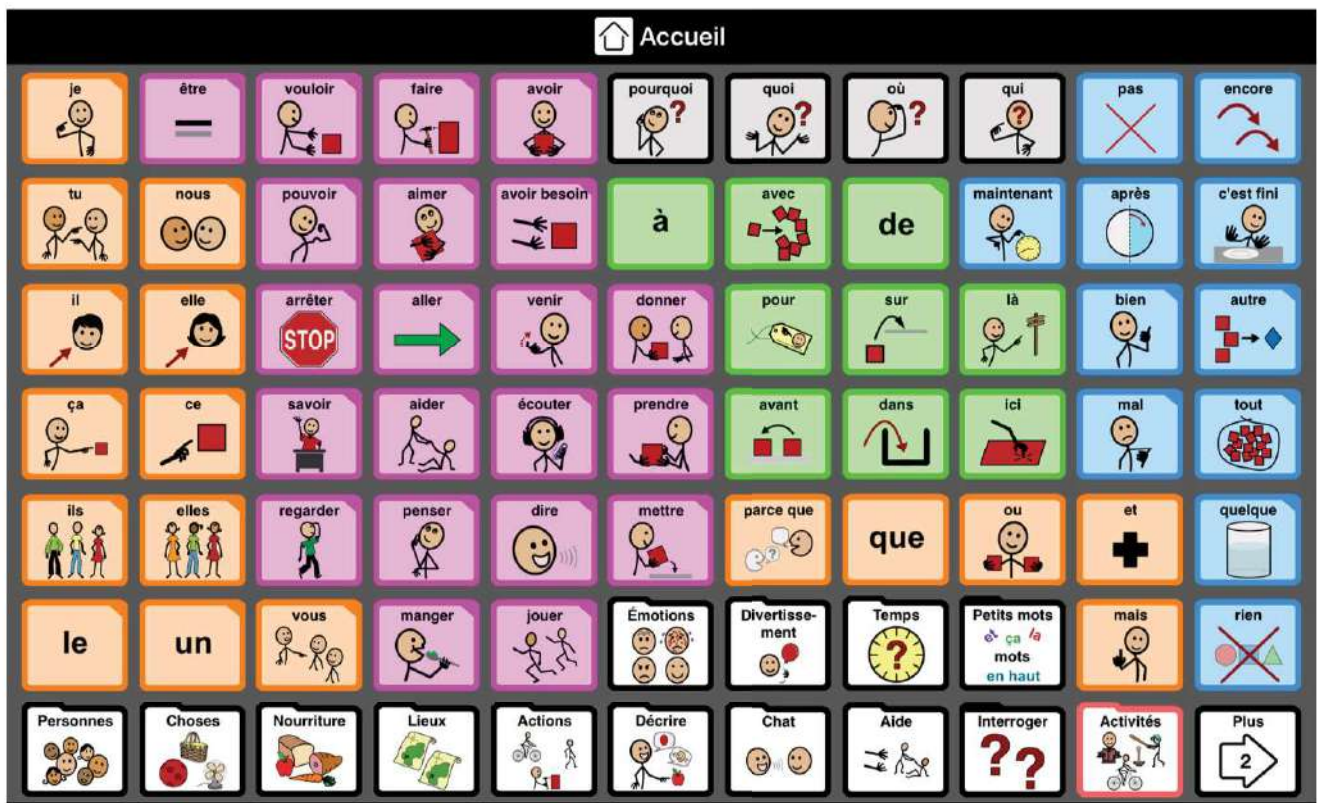 Accueil
je être vouloir faire avoir pourquoi quoi où qui pas encore
tu nous pouvoir aimer avoir besoin à avec de maintenant après c'est fini
il elle arrêter aller venir donner pour sur là bien autre
STOP
ça ce savoir aider écouter prendre avant dans ici mal tout
ils elles regarder penser dire mettre parce que que ou et quelque
le un vous manger jouer Émotions Divertisse-
ment Temps Petits mots mais rien
et ça la
mots
en haut
Personnes Choses Nourriture Lieux Actions Décrire Chat Aide Interroger Activités Plus
2